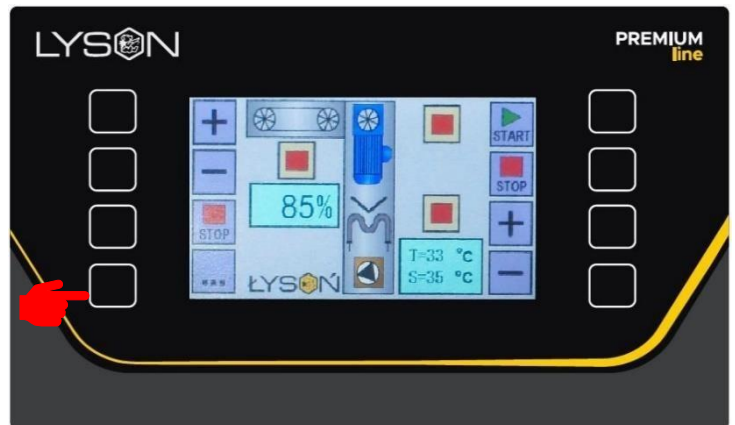 LYSON
PREMIUM
line
+
START
−
STOP
85%
STOP
+
T=33 °C
S=35 °C
−
ŁYSOŃ